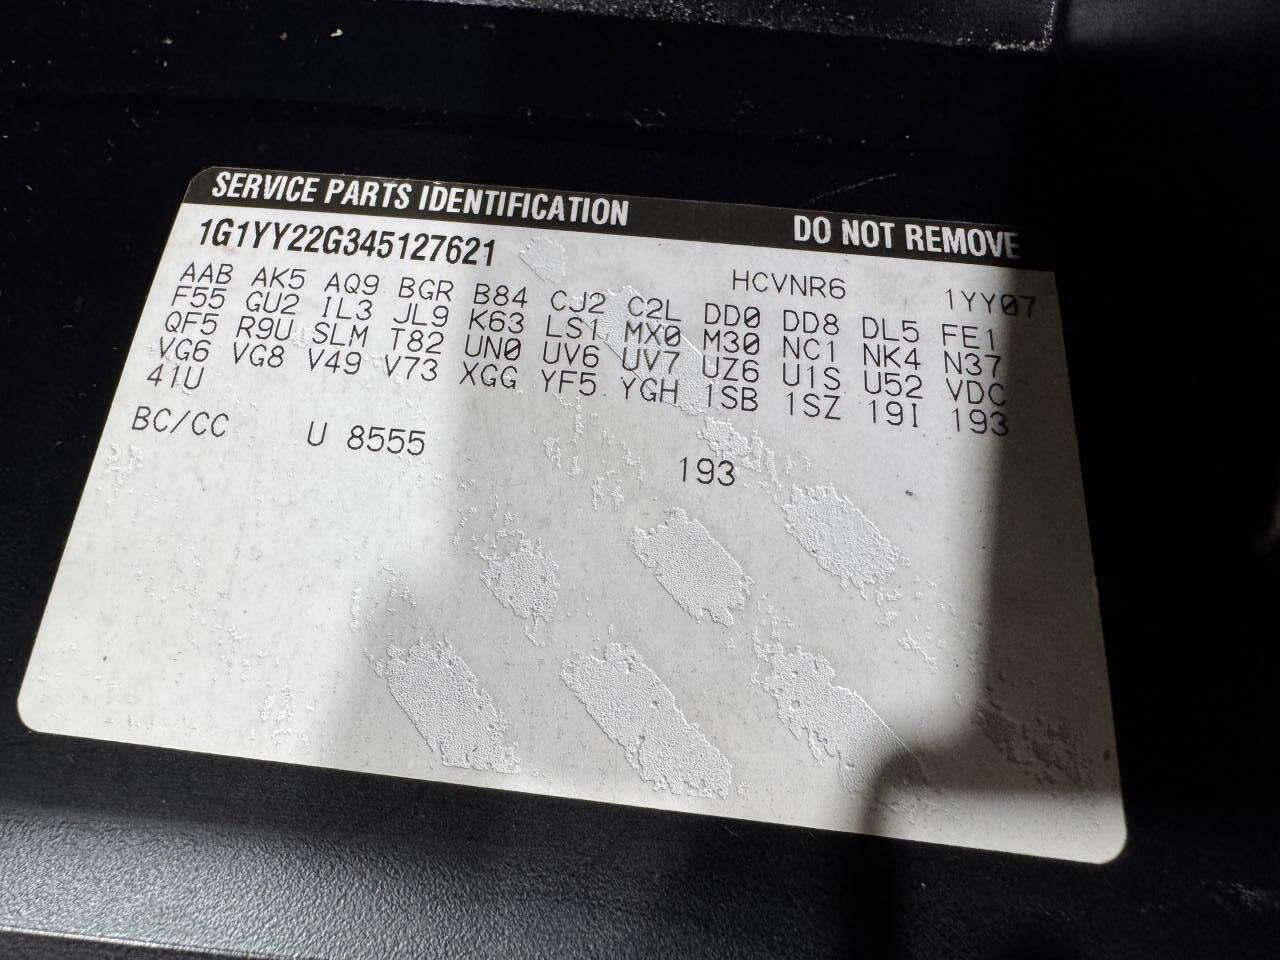 SERVICE PARTS IDENTIFICATION DO NOT REMOVE
1G1YY22G345127621 HCVNR6 1YY07
AAB AK5 AQ9 BGR B84 CJ2 C2L DD0 DD8 DL5 FE1
F55 GU2 IL3 JL9 K63 LS1 MX0 M30 NC1 NK4 N37
QF5 R9U SLM T82 UN0 UV6 UV7 UZ6 U1S U52 VDC
VG6 VG8 V49 V73 XGG YF5 YGH 1SB 1SZ 19I 193
41U
BC/CC U 8555 193